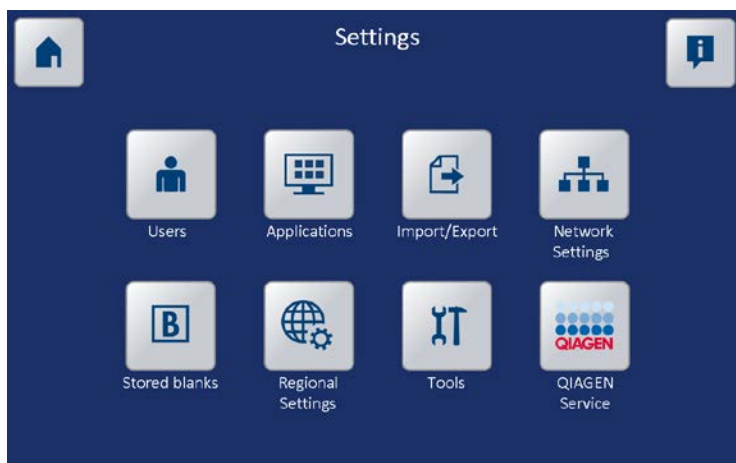 Settings
i
Users
Applications
Import/Export
Network
Settings
B
QIAGEN
Stored blanks
Regional
Settings
Tools
QIAGEN
Service